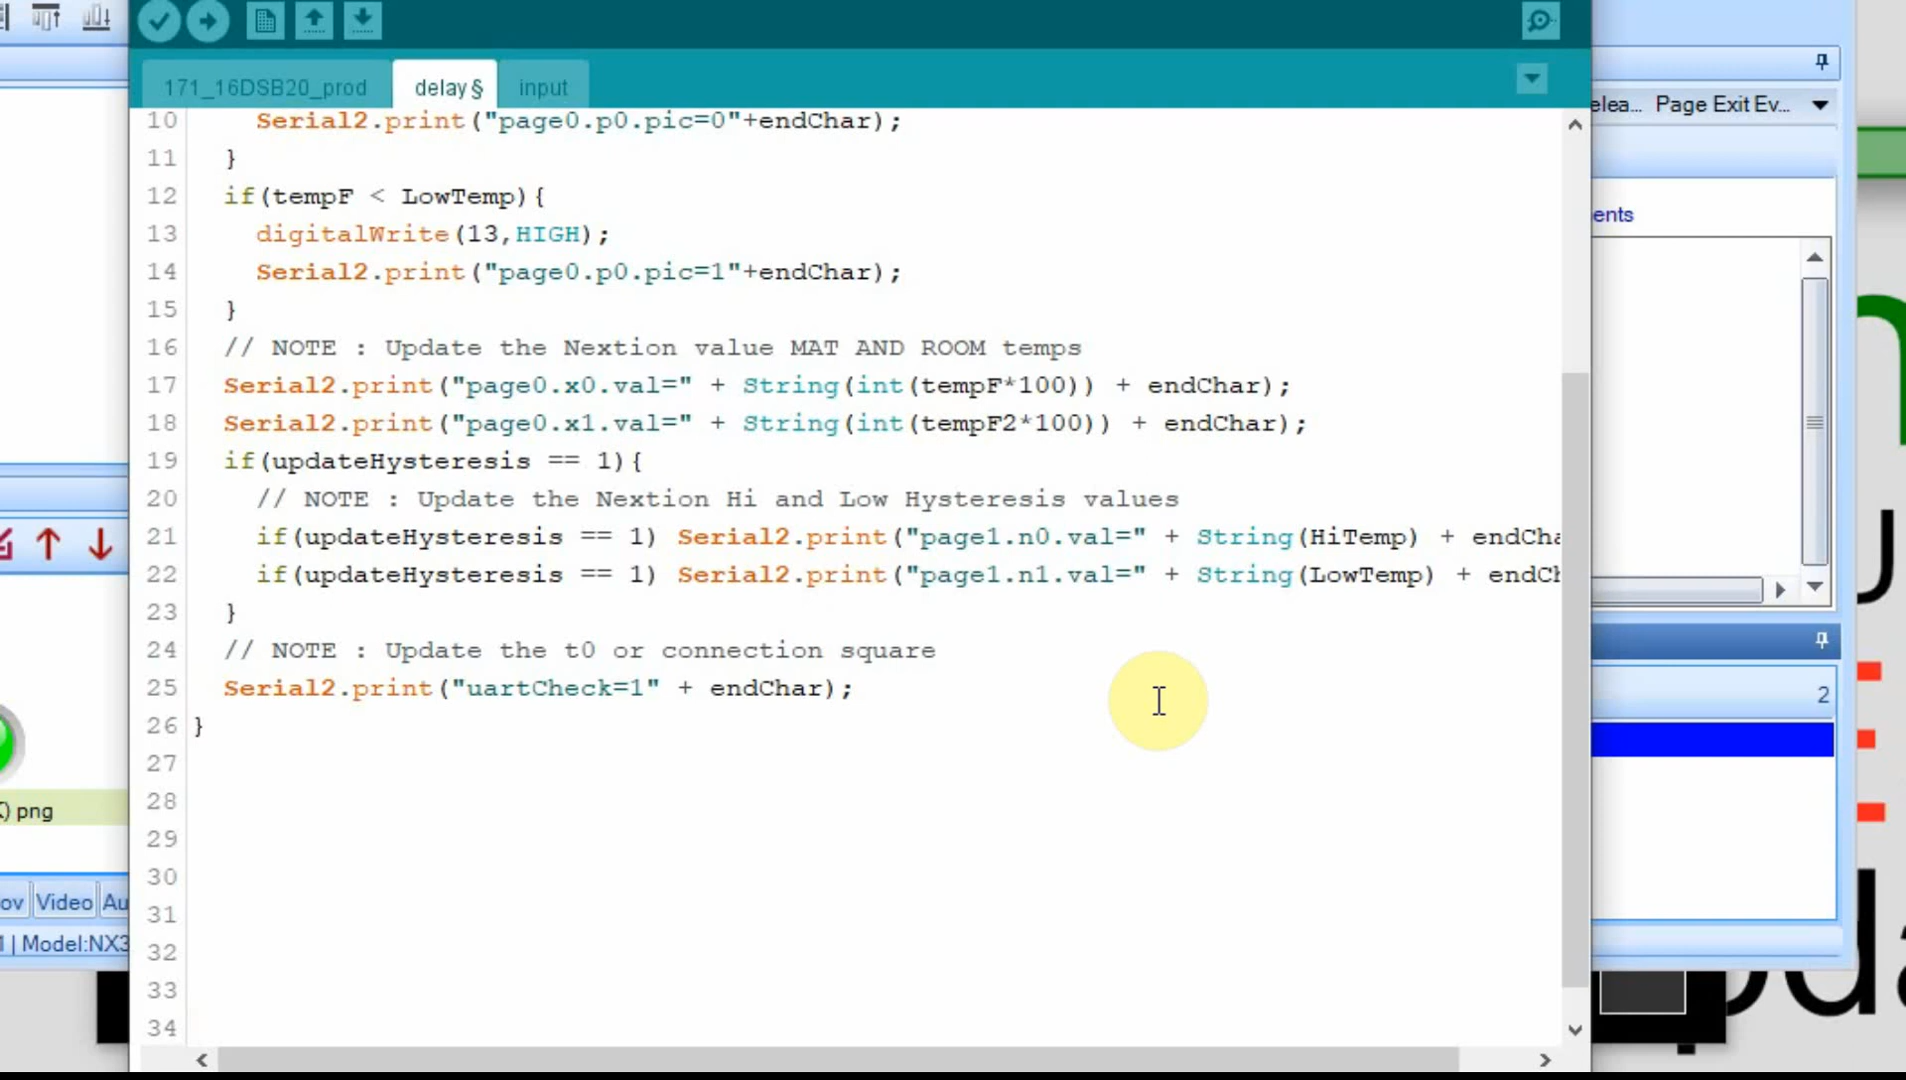 171_16DSB20_prod delay § input
elea... Page Exit Ev...
ents
10 Serial2.print("page0.p0.pic=0"+endChar);
11 }
12 if(tempF < LowTemp){
13 digitalWrite(13,HIGH);
14 Serial2.print("page0.p0.pic=1"+endChar);
15 }
16 // NOTE : Update the Nextion value MAT AND ROOM temps
17 Serial2.print("page0.x0.val=" + String(int(tempF*100)) + endChar);
18 Serial2.print("page0.x1.val=" + String(int(tempF2*100)) + endChar);
19 if(updateHysteresis == 1){
20 // NOTE : Update the Nextion Hi and Low Hysteresis values
21 if(updateHysteresis == 1) Serial2.print("page1.n0.val=" + String(HiTemp) + endCha
22 if(updateHysteresis == 1) Serial2.print("page1.n1.val=" + String(LowTemp) + endCh
23 }
24 // NOTE : Update the t0 or connection square
25 Serial2.print("uartCheck=1" + endChar);
26 }
27
28
29
30
31
32
33
34
2
) png
ov Video Au
| Model:NX3